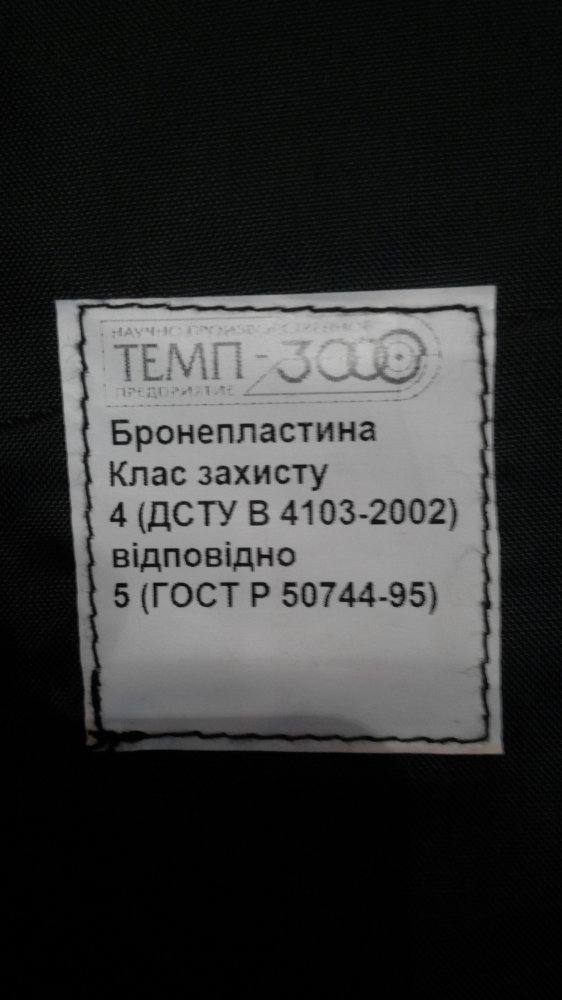 НАУЧНО-ПРОИЗВОДСТВЕННОЕ
ТЕМП-3000
ПРЕДПРИЯТИЕ
Бронепластина
Клас захисту
4 (ДСТУ В 4103-2002)
відповідно
5 (ГОСТ Р 50744-95)